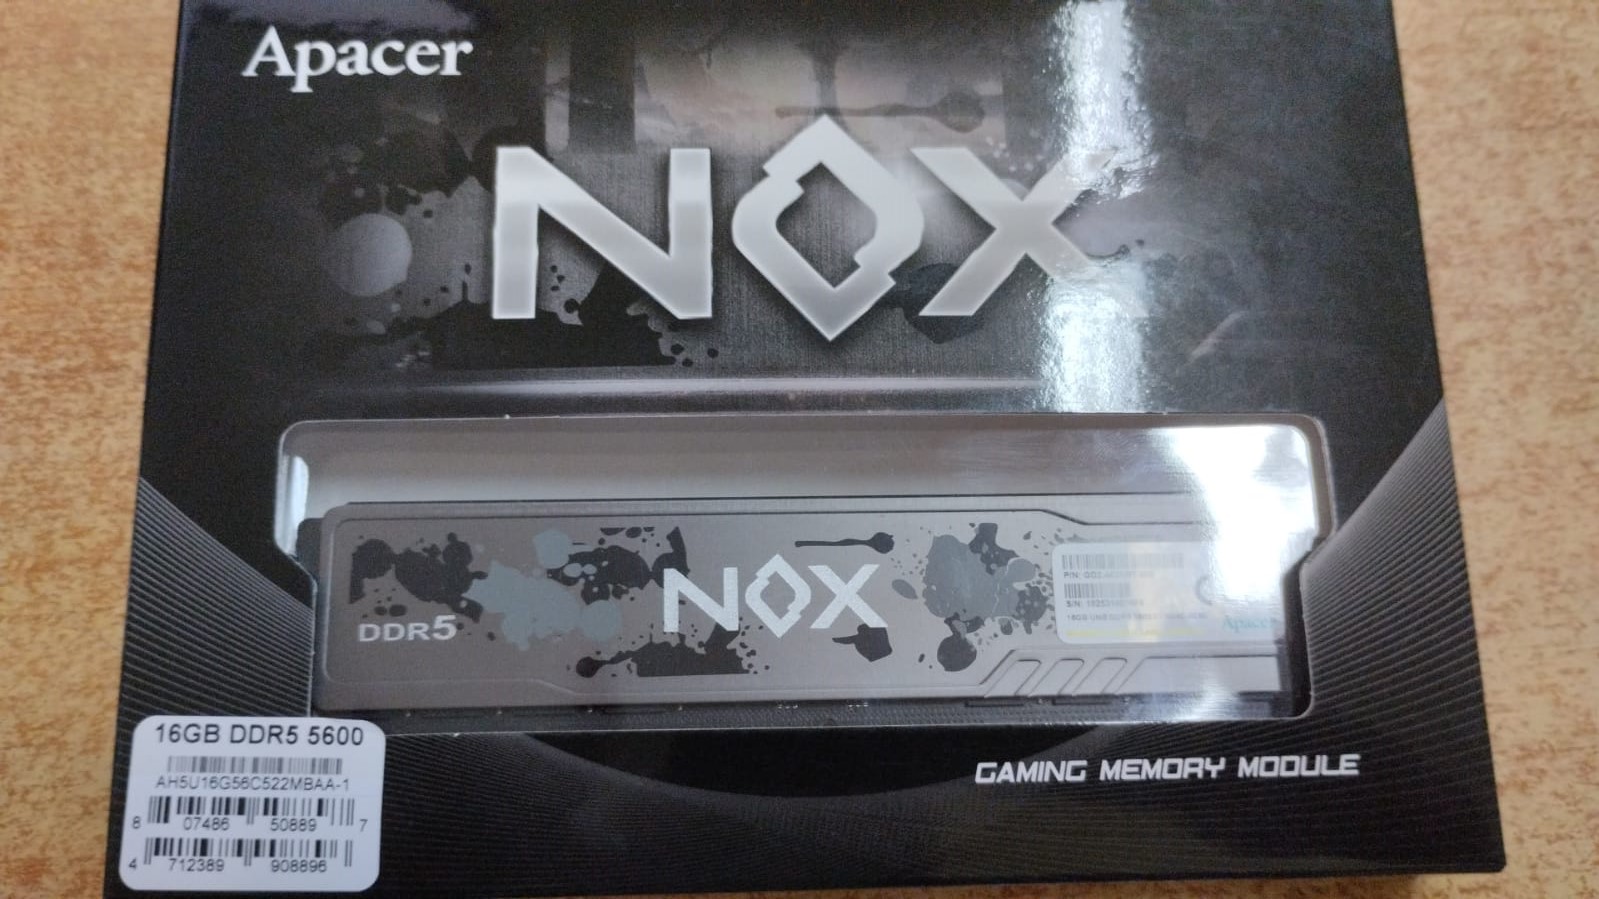 Apacer
NOX
DDR5
NOX
P/N:
S/N:
Apacer
16GB DDR5 5600
AH5U16G56C522MBAA-1
8 07486 50889 7
4 712389 908896
GAMING MEMORY MODULE